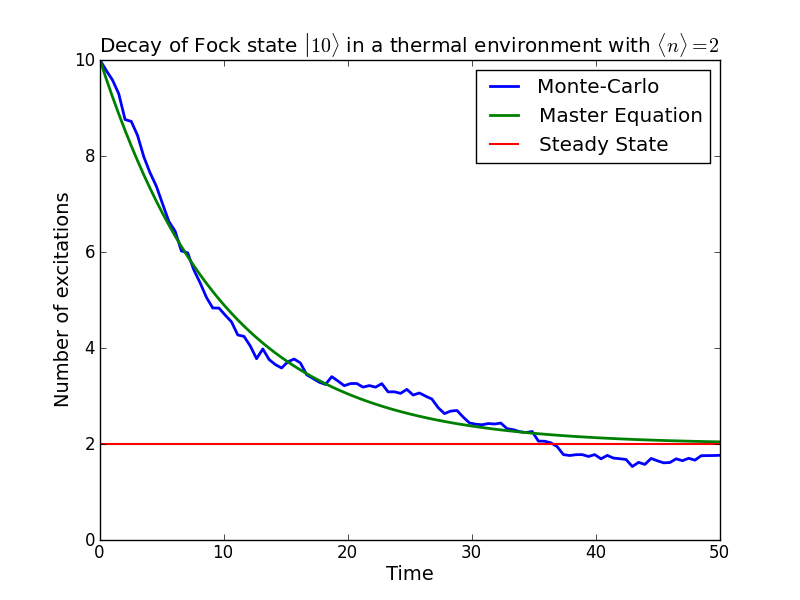 Decay of Fock state |10⟩ in a thermal environment with ⟨n⟩=2
Monte-Carlo
Master Equation
Steady State
Number of excitations
10
8
6
4
2
0
0 10 20 30 40 50
Time